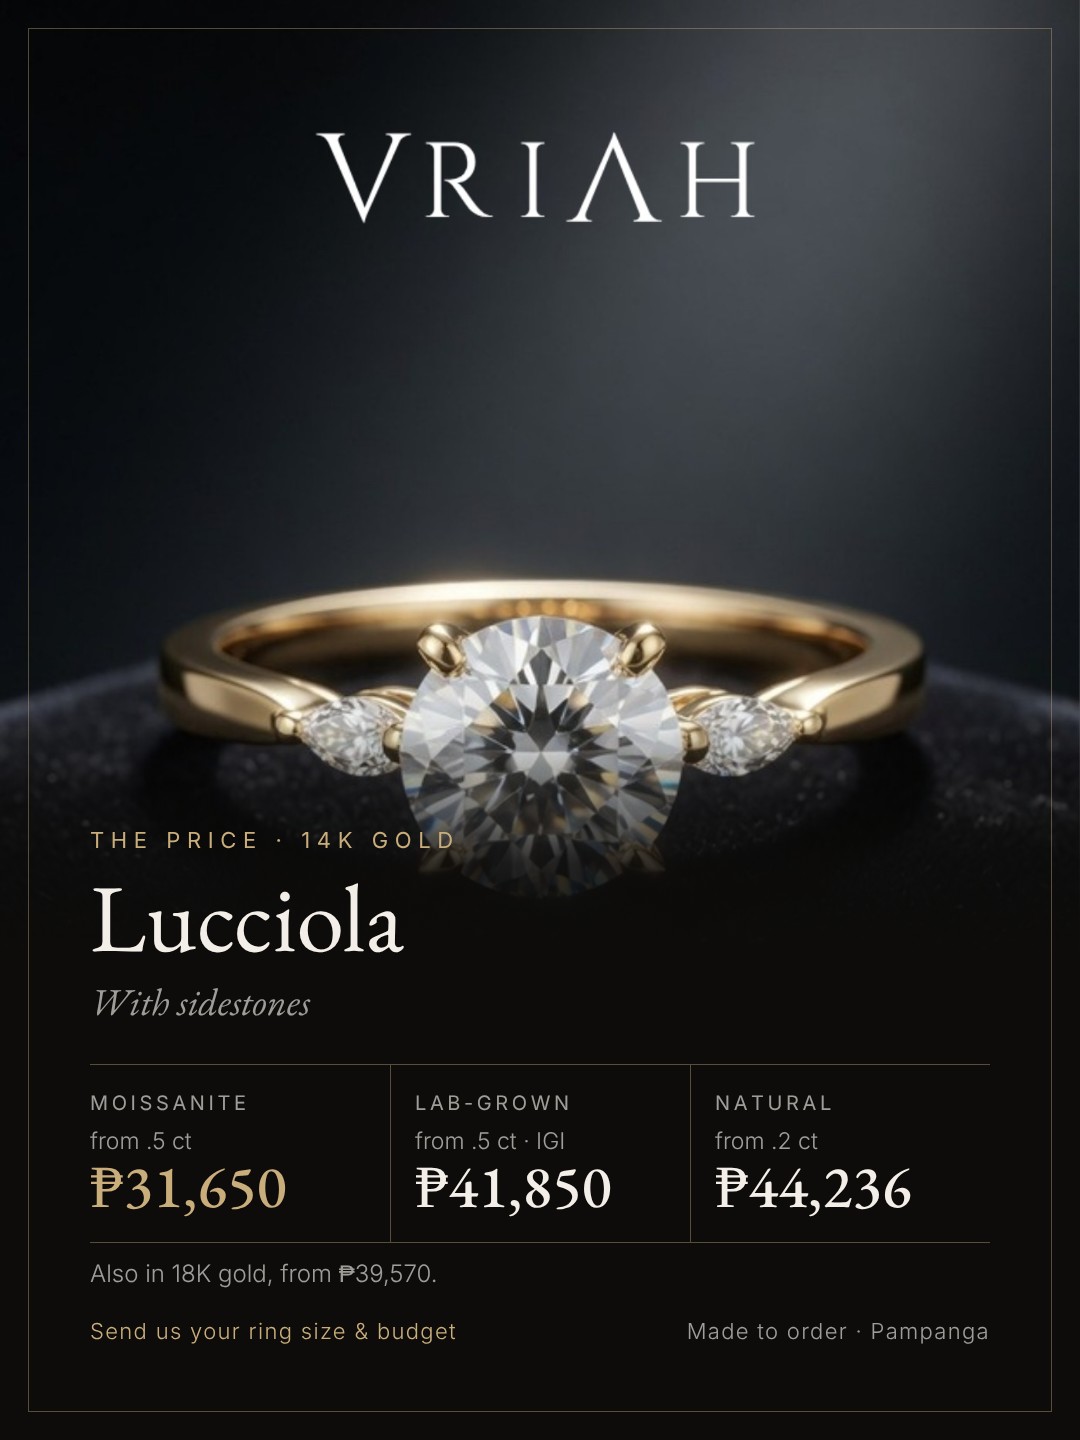 VRIAH
THE PRICE · 14K GOLD
Lucciola
With sidestones
MOISSANITE
from .5 ct
₱31,650
LAB-GROWN
from .5 ct · IGI
₱41,850
NATURAL
from .2 ct
₱44,236
Also in 18K gold, from ₱39,570.
Send us your ring size & budget
Made to order · Pampanga